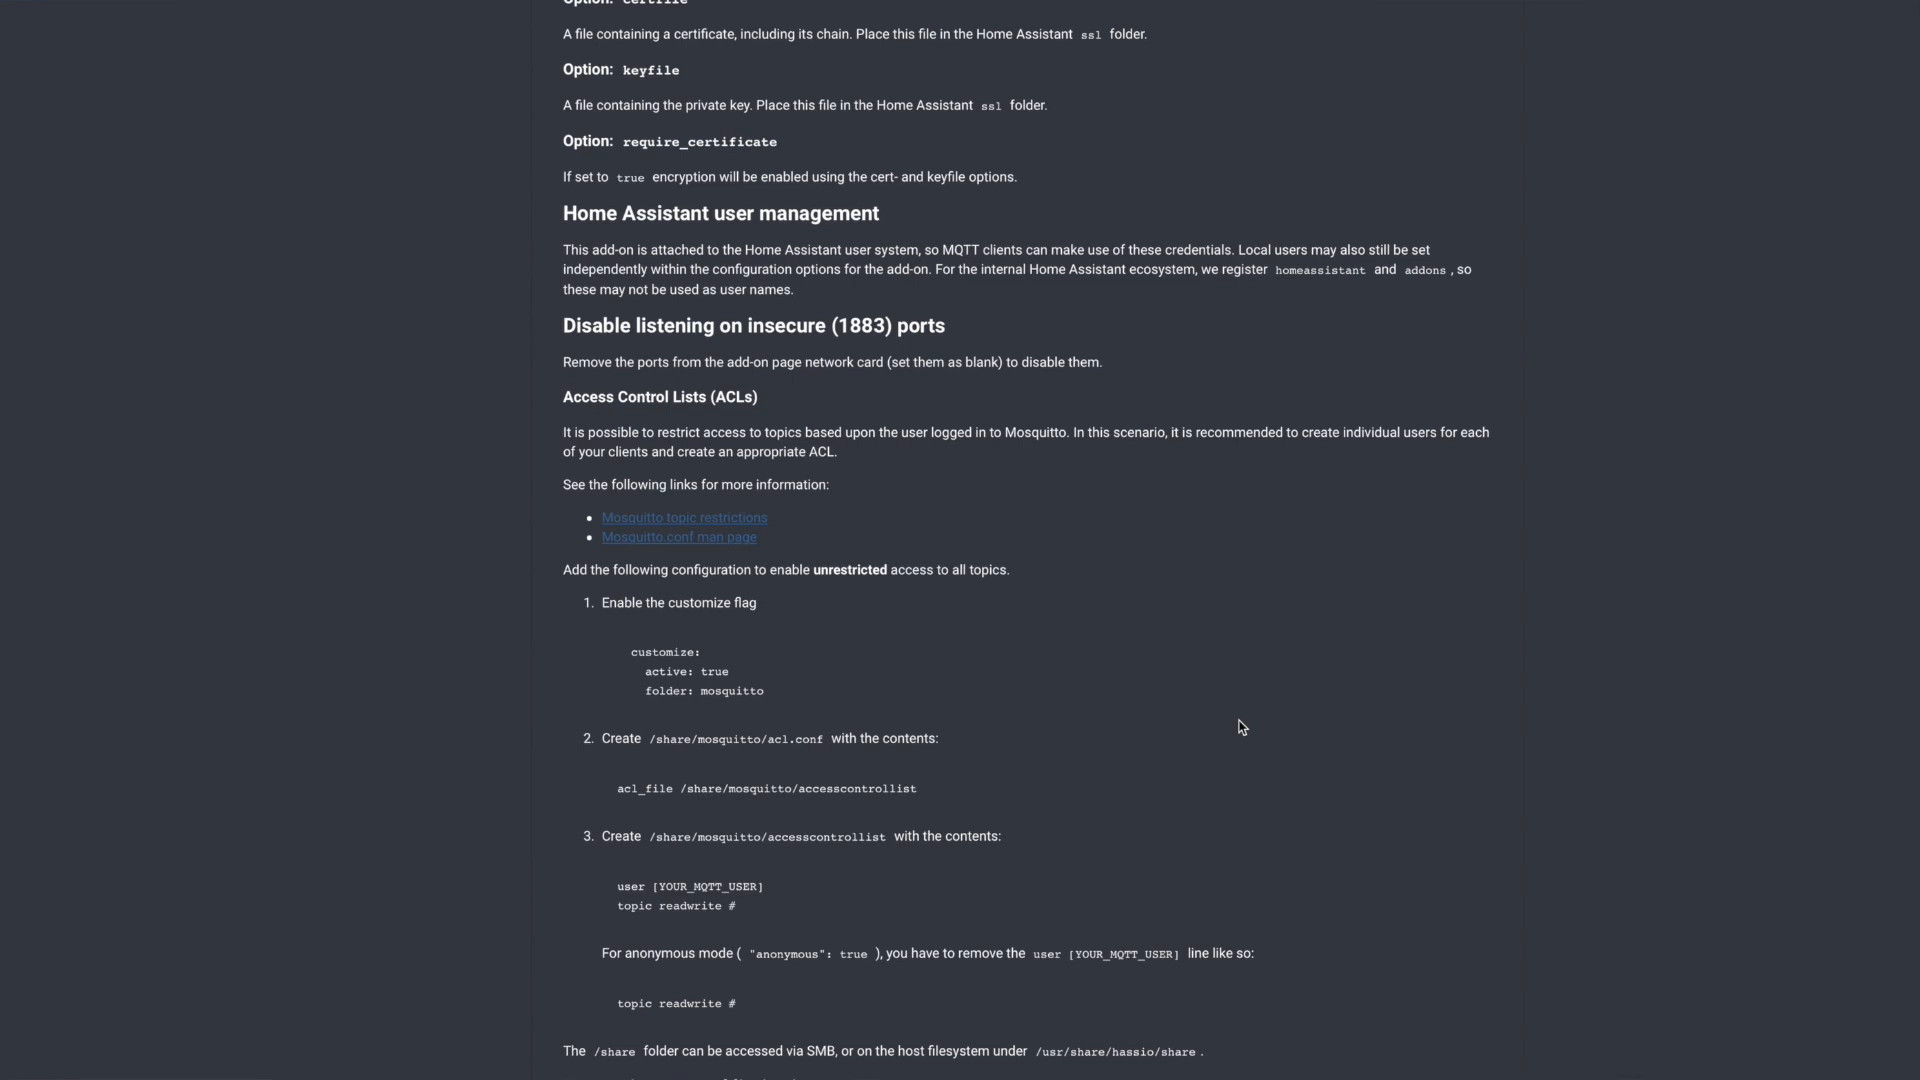 Option: certfile
A file containing a certificate, including its chain. Place this file in the Home Assistant ssl folder.
Option: keyfile
A file containing the private key. Place this file in the Home Assistant ssl folder.
Option: require_certificate
If set to true encryption will be enabled using the cert- and keyfile options.
Home Assistant user management
This add-on is attached to the Home Assistant user system, so MQTT clients can make use of these credentials. Local users may also still be set
independently within the configuration options for the add-on. For the internal Home Assistant ecosystem, we register homeassistant and addons, so
these may not be used as user names.
Disable listening on insecure (1883) ports
Remove the ports from the add-on page network card (set them as blank) to disable them.
Access Control Lists (ACLs)
It is possible to restrict access to topics based upon the user logged in to Mosquitto. In this scenario, it is recommended to create individual users for each
of your clients and create an appropriate ACL.
See the following links for more information:
• Mosquitto topic restrictions
• Mosquitto.conf man page
Add the following configuration to enable unrestricted access to all topics.
1. Enable the customize flag
customize:
active: true
folder: mosquitto
2. Create /share/mosquitto/acl.conf with the contents:
acl_file /share/mosquitto/accesscontrollist
3. Create /share/mosquitto/accesscontrollist with the contents:
user [YOUR_MQTT_USER]
topic readwrite #
For anonymous mode ( "anonymous": true ), you have to remove the user [YOUR_MQTT_USER] line like so:
topic readwrite #
The /share folder can be accessed via SMB, or on the host filesystem under /usr/share/hassio/share.